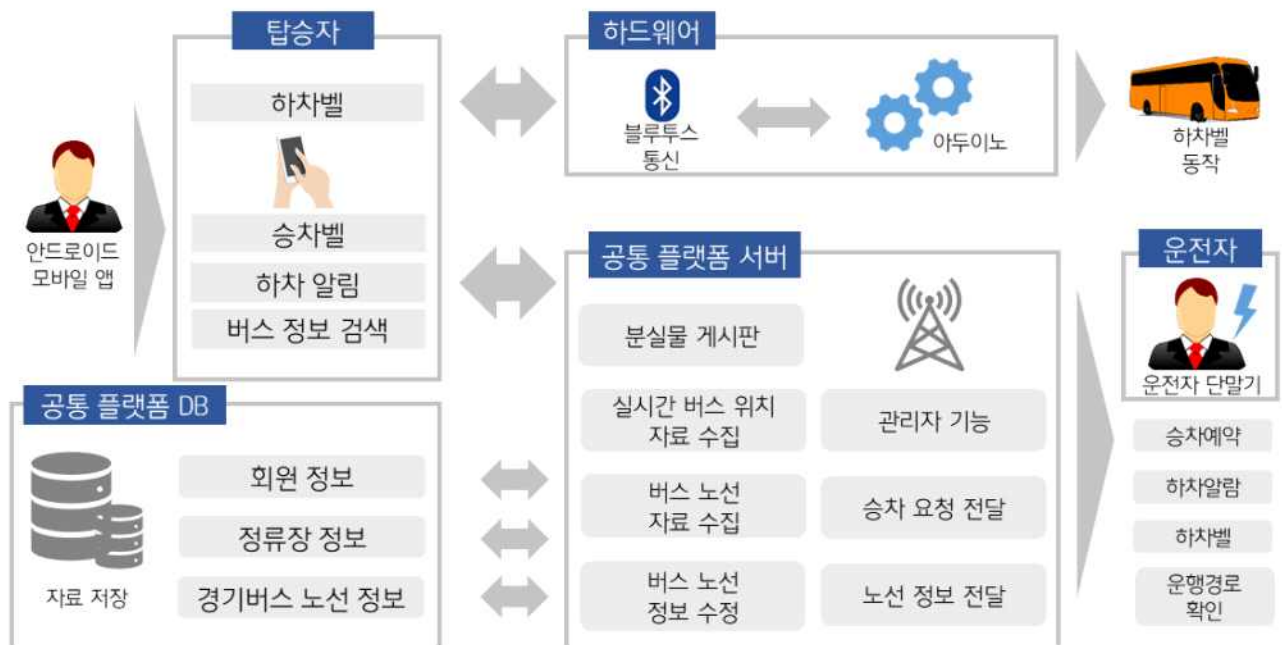 탑승자
하차벨
승차벨
하차 알림
버스 정보 검색
안드로이드
모바일 앱
하드웨어
블루투스
통신
아두이노
하차벨
동작
공통 플랫폼 서버
분실물 게시판
실시간 버스 위치
자료 수집
관리자 기능
버스 노선
자료 수집
승차 요청 전달
버스 노선
정보 수정
노선 정보 전달
운전자
운전자 단말기
승차예약
하차알람
하차벨
운행경로
확인
공통 플랫폼 DB
회원 정보
정류장 정보
자료 저장
경기버스 노선 정보